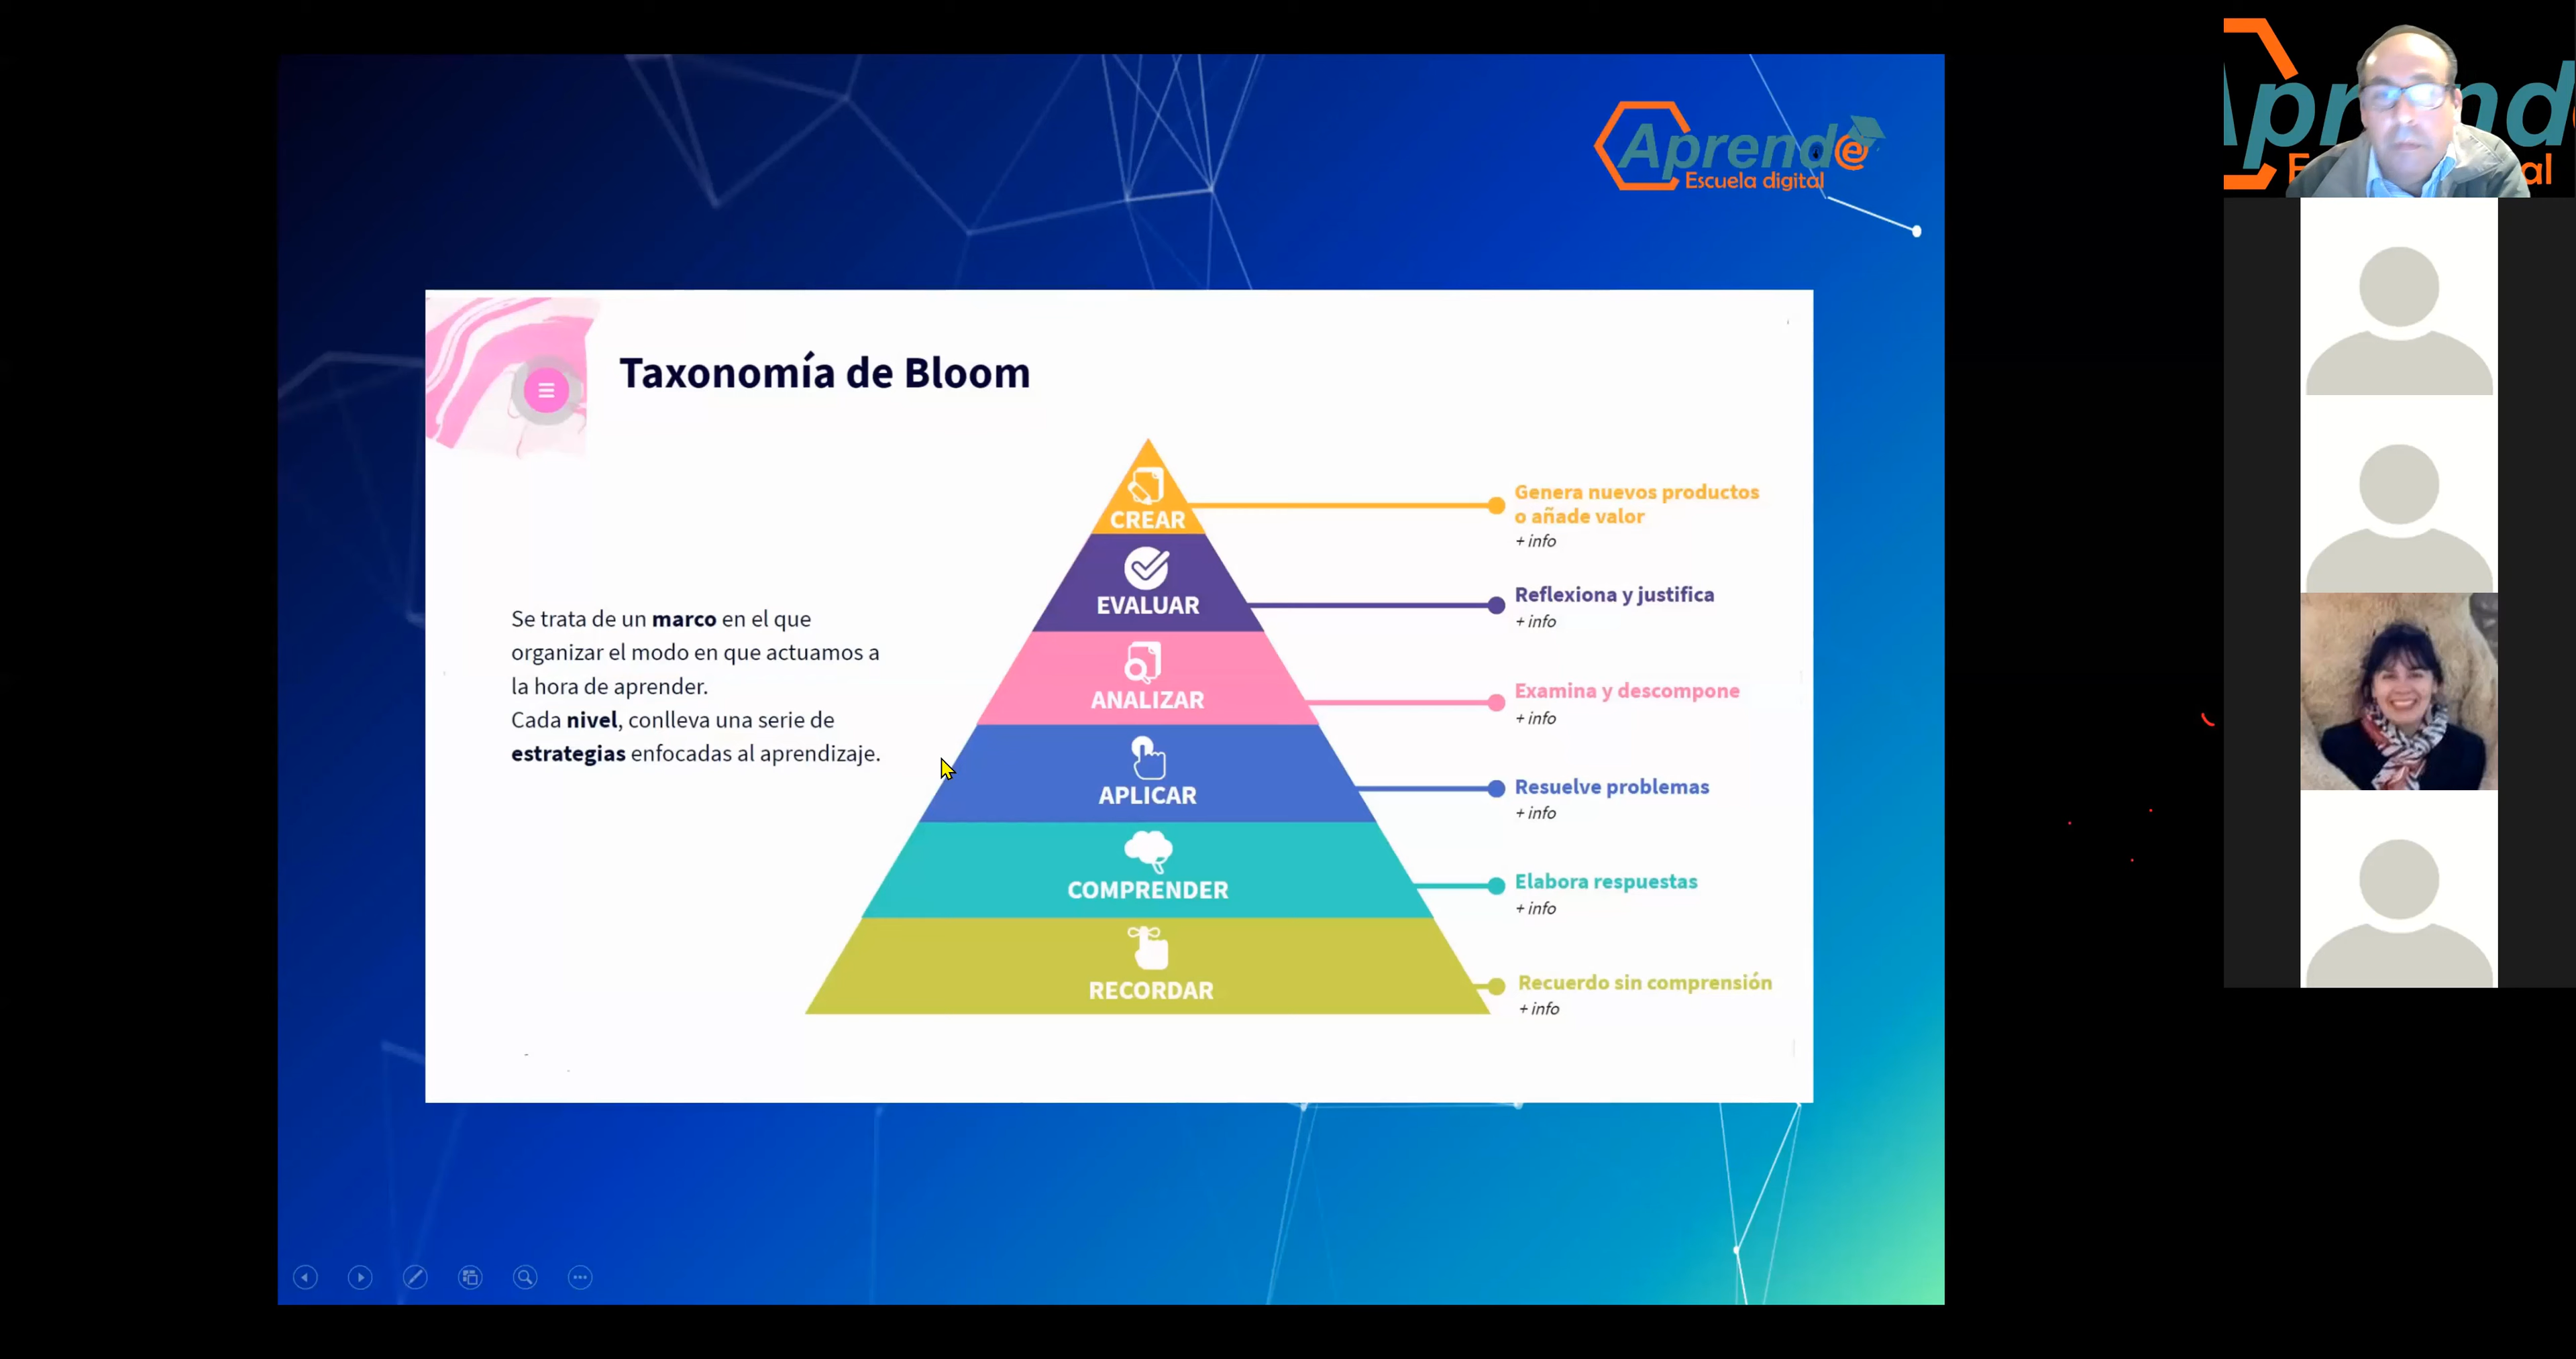 Aprende
Escuela digital
Taxonomía de Bloom
Se trata de un marco en el que
organizar el modo en que actuamos a
la hora de aprender.
Cada nivel, conlleva una serie de
estrategias enfocadas al aprendizaje.
CREAR
Genera nuevos productos
o añade valor
+ info
EVALUAR
Reflexiona y justifica
+ info
ANALIZAR
Examina y descompone
+ info
APLICAR
Resuelve problemas
+ info
COMPRENDER
Elabora respuestas
+ info
RECORDAR
Recuerdo sin comprensión
+ info